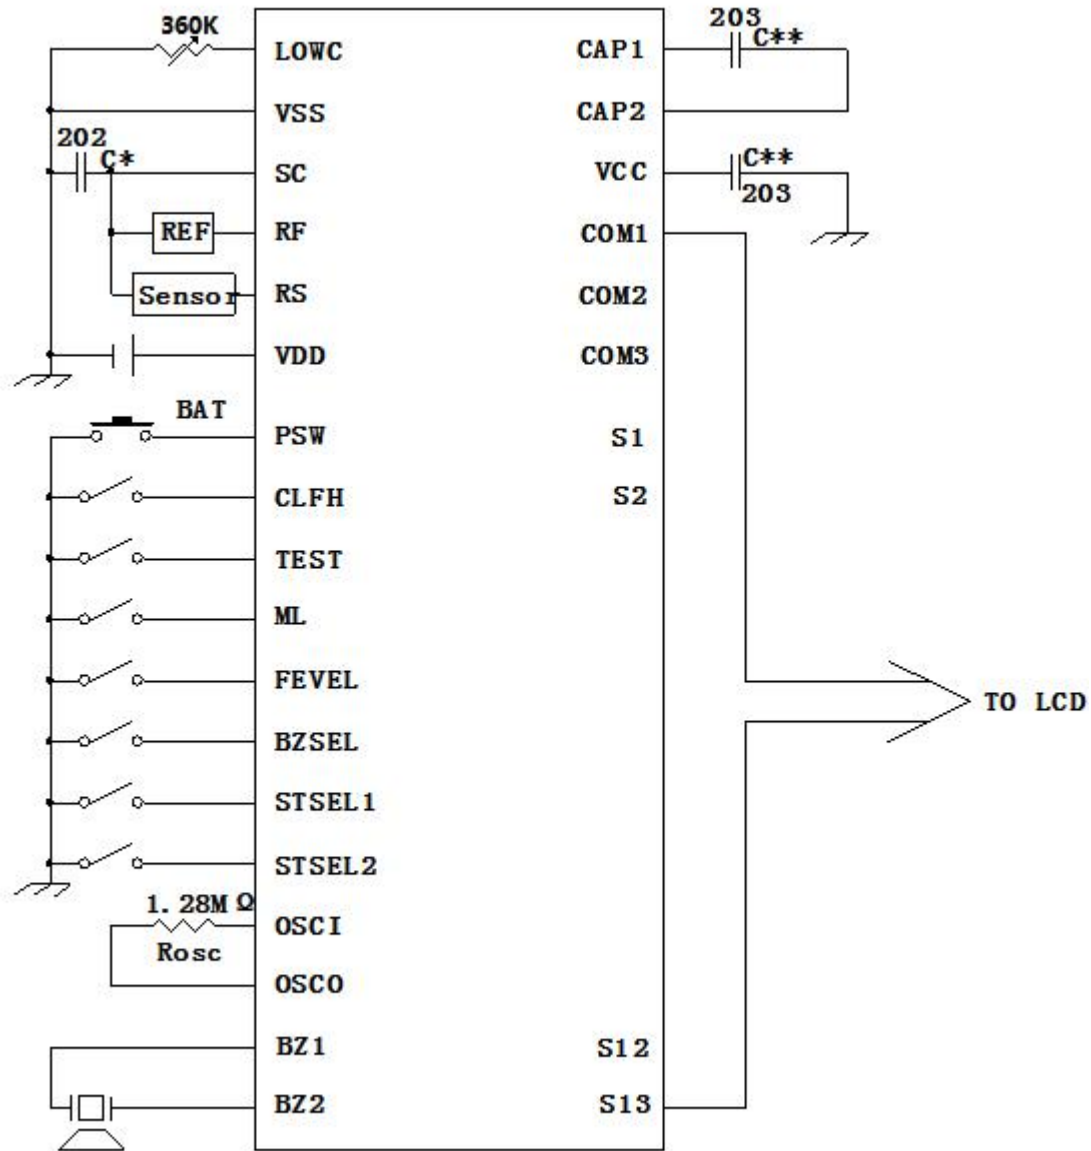 360K
203
C**
LOWC
CAP1
VSS
CAP2
202
C*
C**
SC
VCC
203
REF
RF
COM1
Sensor
RS
COM2
VDD
COM3
BAT
PSW
S1
CLFH
S2
TEST
ML
FEVEL
TO LCD
BZSEL
STSEL1
STSEL2
1.28MΩ
OSCI
Rosc
OSCO
BZ1
S12
BZ2
S13